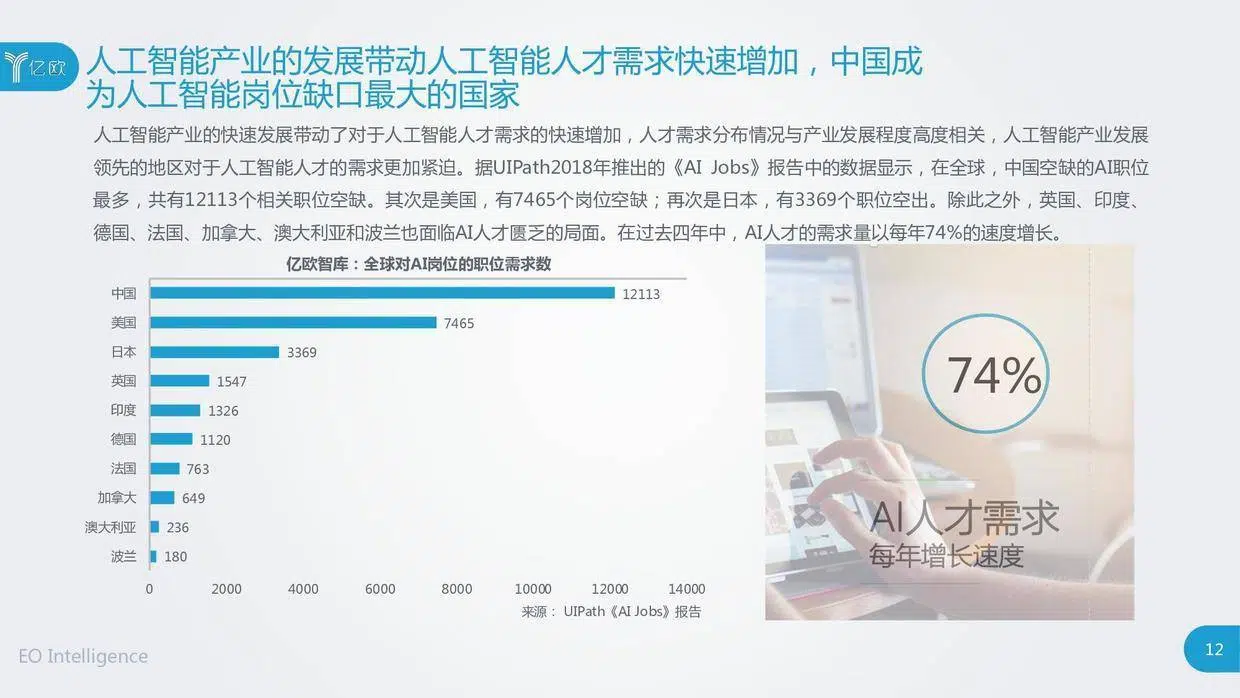 亿欧
人工智能产业的发展带动人工智能人才需求快速增加，中国成
为人工智能岗位缺口最大的国家
人工智能产业的快速发展带动了对于人工智能人才需求的快速增加，人才需求分布情况与产业发展程度高度相关，人工智能产业发展
领先的地区对于人工智能人才的需求更加紧迫。据UIPath2018年推出的《AI Jobs》报告中的数据显示，在全球，中国空缺的AI职位
最多，共有12113个相关职位空缺。其次是美国，有7465个岗位空缺；再次是日本，有3369个职位空出。除此之外，英国、印度、
德国、法国、加拿大、澳大利亚和波兰也面临AI人才匮乏的局面。在过去四年中，AI人才的需求量以每年74%的速度增长。
亿欧智库：全球对AI岗位的职位需求数
中国 12113
美国 7465
日本 3369
英国 1547
印度 1326
德国 1120
法国 763
加拿大 649
澳大利亚 236
波兰 180
0 2000 4000 6000 8000 10000 12000 14000
来源： UIPath《AI Jobs》报告
74%
AI人才需求
每年增长速度
EO Intelligence
12